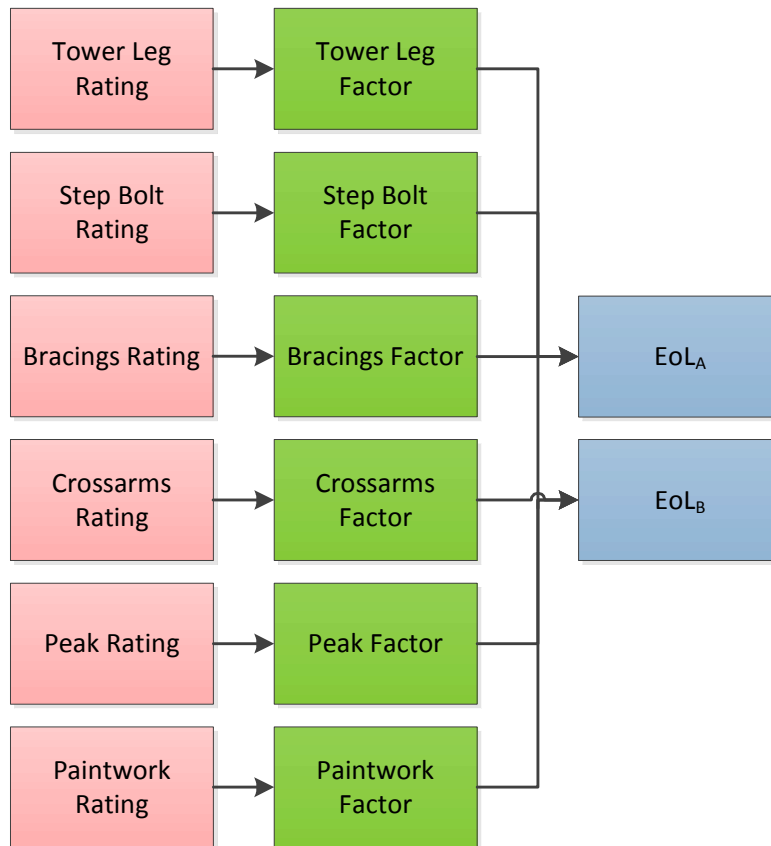 Tower Leg
Rating
Tower Leg
Factor
Step Bolt
Rating
Step Bolt
Factor
Bracings Rating
Bracings Factor
EoLA
Crossarms
Rating
Crossarms
Factor
EoLB
Peak Rating
Peak Factor
Paintwork
Rating
Paintwork
Factor